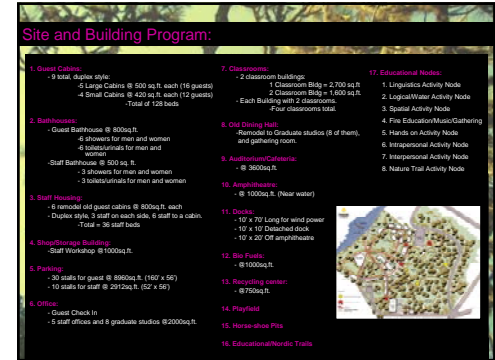 Site and Building Program:
1. Guest Cabins:
- 9 total, duplex style:
-5 Large Cabins @ 500 sq.ft. each (16 guests)
-4 Small Cabins @ 420 sq.ft. each (12 guests)
-Total of 128 beds
2. Bathhouses:
- Guest Bathhouse @ 800sq.ft.
-6 showers for men and women
-6 toilets/urinals for men and
women
-Staff Bathhouse @ 500 sq. ft.
- 3 showers for men and women
- 3 toilets/urinals for men and women
3. Staff Housing:
- 6 remodel old guest cabins @ 800sq.ft. each
- Duplex style, 3 staff on each side, 6 staff to a cabin.
-Total = 36 staff beds
4. Shop/Storage Building:
-Staff Workshop @1000sq.ft.
5. Parking:
- 30 stalls for guest @ 8960sq.ft. (160' x 56')
- 10 stalls for staff @ 2912sq.ft. (52' x 56')
6. Office:
- Guest Check In
- 5 staff offices and 8 graduate studios @2000sq.ft.
7. Classrooms:
- 2 classroom buildings:
1 Classroom Bldg = 2,700 sq.ft
2 Classroom Bldg = 1,600 sq.ft.
- Each Building with 2 classrooms.
-Four classrooms total.
8. Old Dining Hall:
-Remodel to Graduate studios (8 of them),
and gathering room.
9. Auditorium/Cafeteria:
- @ 3600sq.ft.
10. Amphitheatre:
- @ 1000sq.ft. (Near water)
11. Docks:
- 10' x 70' Long for wind power
- 10' x 10' Detached dock
- 10' x 20' Off amphitheatre
12. Bio Fuels:
- @1000sq.ft.
13. Recycling center:
- @750sq.ft.
14. Playfield
15. Horse-shoe Pits
16. Educational/Nordic Trails
17. Educational Nodes:
1. Linguistics Activity Node
2. Logical/Water Activity Node
3. Spatial Activity Node
4. Fire Education/Music/Gathering
5. Hands on Activity Node
6. Intrapersonal Activity Node
7. Interpersonal Activity Node
8. Nature Trail Activity Node